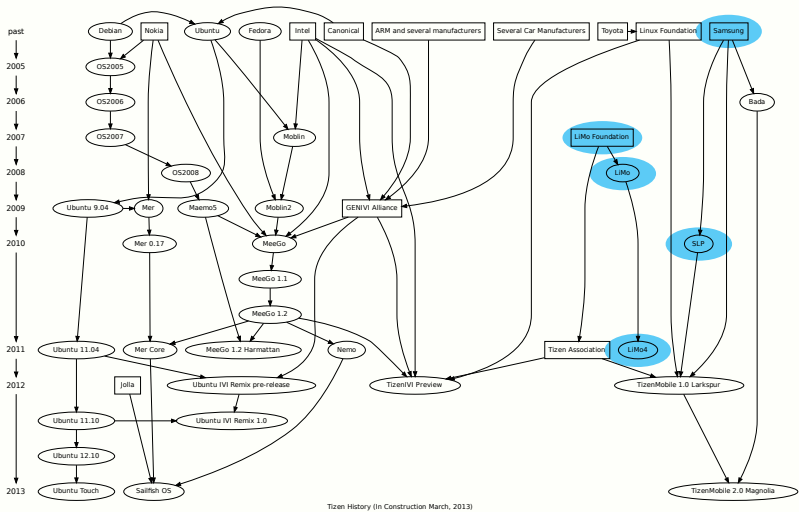 past
Debian
Nokia
Ubuntu
Fedora
Intel
Canonical
ARM and several manufacturers
Several Car Manufacturers
Toyota
Linux Foundation
Samsung
2005
OS2005
2006
OS2006
Bada
2007
OS2007
Moblin
LiMo Foundation
2008
OS2008
LiMo
2009
Ubuntu 9.04
Mer
Maemo5
Moblin2
GENIVI Alliance
2010
Mer 0.17
MeeGo
SLP
MeeGo 1.1
MeeGo 1.2
2011
Ubuntu 11.04
Mer Core
MeeGo 1.2 Harmattan
Nemo
Tizen Association
LiMo4
2012
Jolla
Ubuntu IVI Remix pre-release
TizenIVI Preview
TizenMobile 1.0 Larkspur
Ubuntu 11.10
Ubuntu IVI Remix 1.0
Ubuntu 12.10
2013
Ubuntu Touch
Sailfish OS
TizenMobile 2.0 Magnolia
Tizen History (In Construction March, 2013)